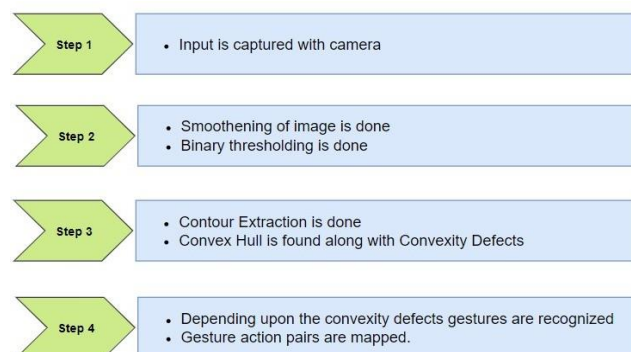 Step 1
• Input is captured with camera
Step 2
• Smoothening of image is done
• Binary thresholding is done
Step 3
• Contour Extraction is done
• Convex Hull is found along with Convexity Defects
Step 4
• Depending upon the convexity defects gestures are recognized
• Gesture action pairs are mapped.